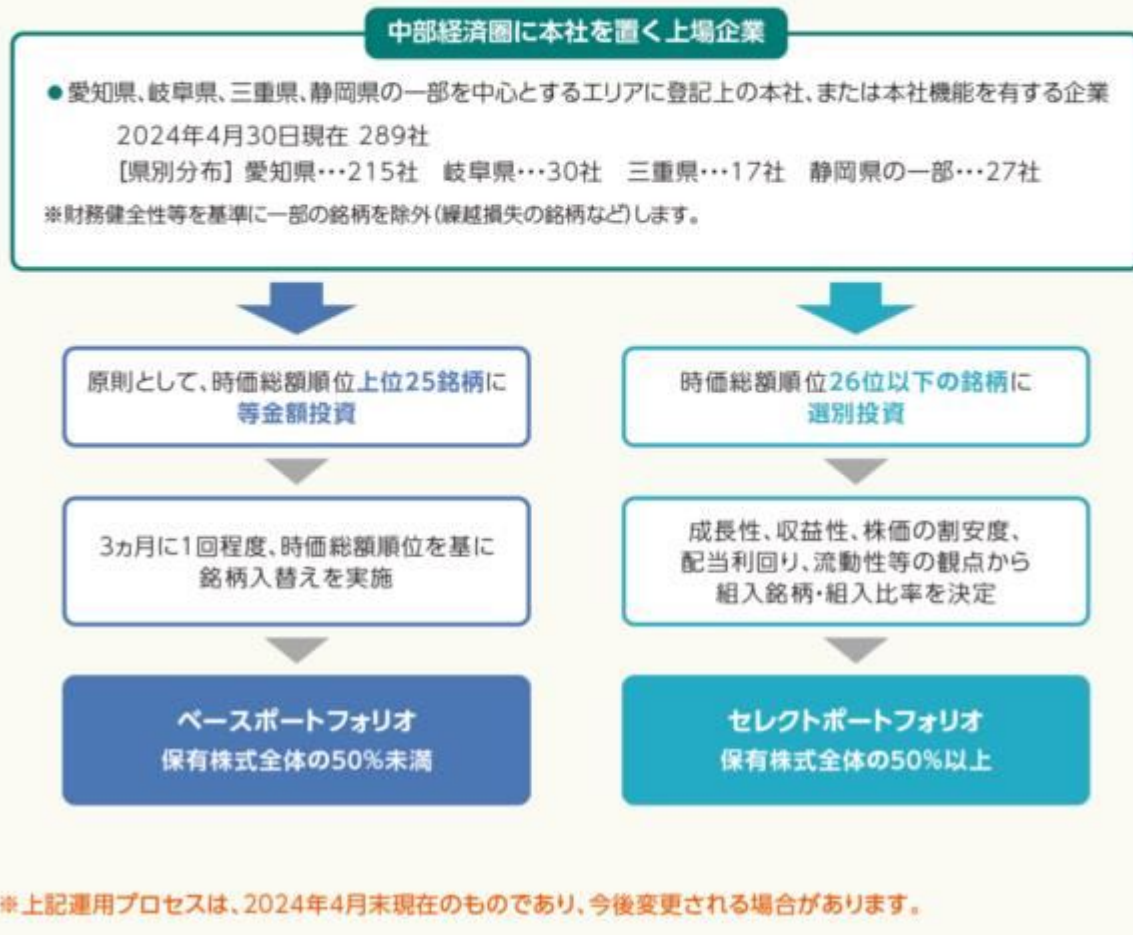 中部経済圏に本社を置く上場企業
●愛知県、岐阜県、三重県、静岡県の一部を中心とするエリアに登記上の本社、または本社機能を有する企業
2024年4月30日現在 289社
[県別分布] 愛知県･･･215社 岐阜県･･･30社 三重県･･･17社 静岡県の一部･･･27社
※財務健全性等を基準に一部の銘柄を除外(繰越損失の銘柄など)します。
原則として、時価総額順位上位25銘柄に
等金額投資
3ヵ月に1回程度、時価総額順位を基に
銘柄入替えを実施
ベースポートフォリオ
保有株式全体の50%未満
時価総額順位26位以下の銘柄に
選別投資
成長性、収益性、株価の割安度、
配当利回り、流動性等の観点から
組入銘柄･組入比率を決定
セレクトポートフォリオ
保有株式全体の50%以上
※上記運用プロセスは、2024年4月末現在のものであり、今後変更される場合があります。